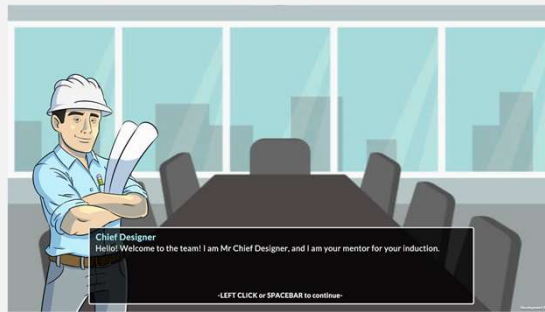 Chief Designer
Hello! Welcome to the team! I am Mr Chief Designer, and I am your mentor for your induction.
-LEFT CLICK or SPACEBAR to continue-